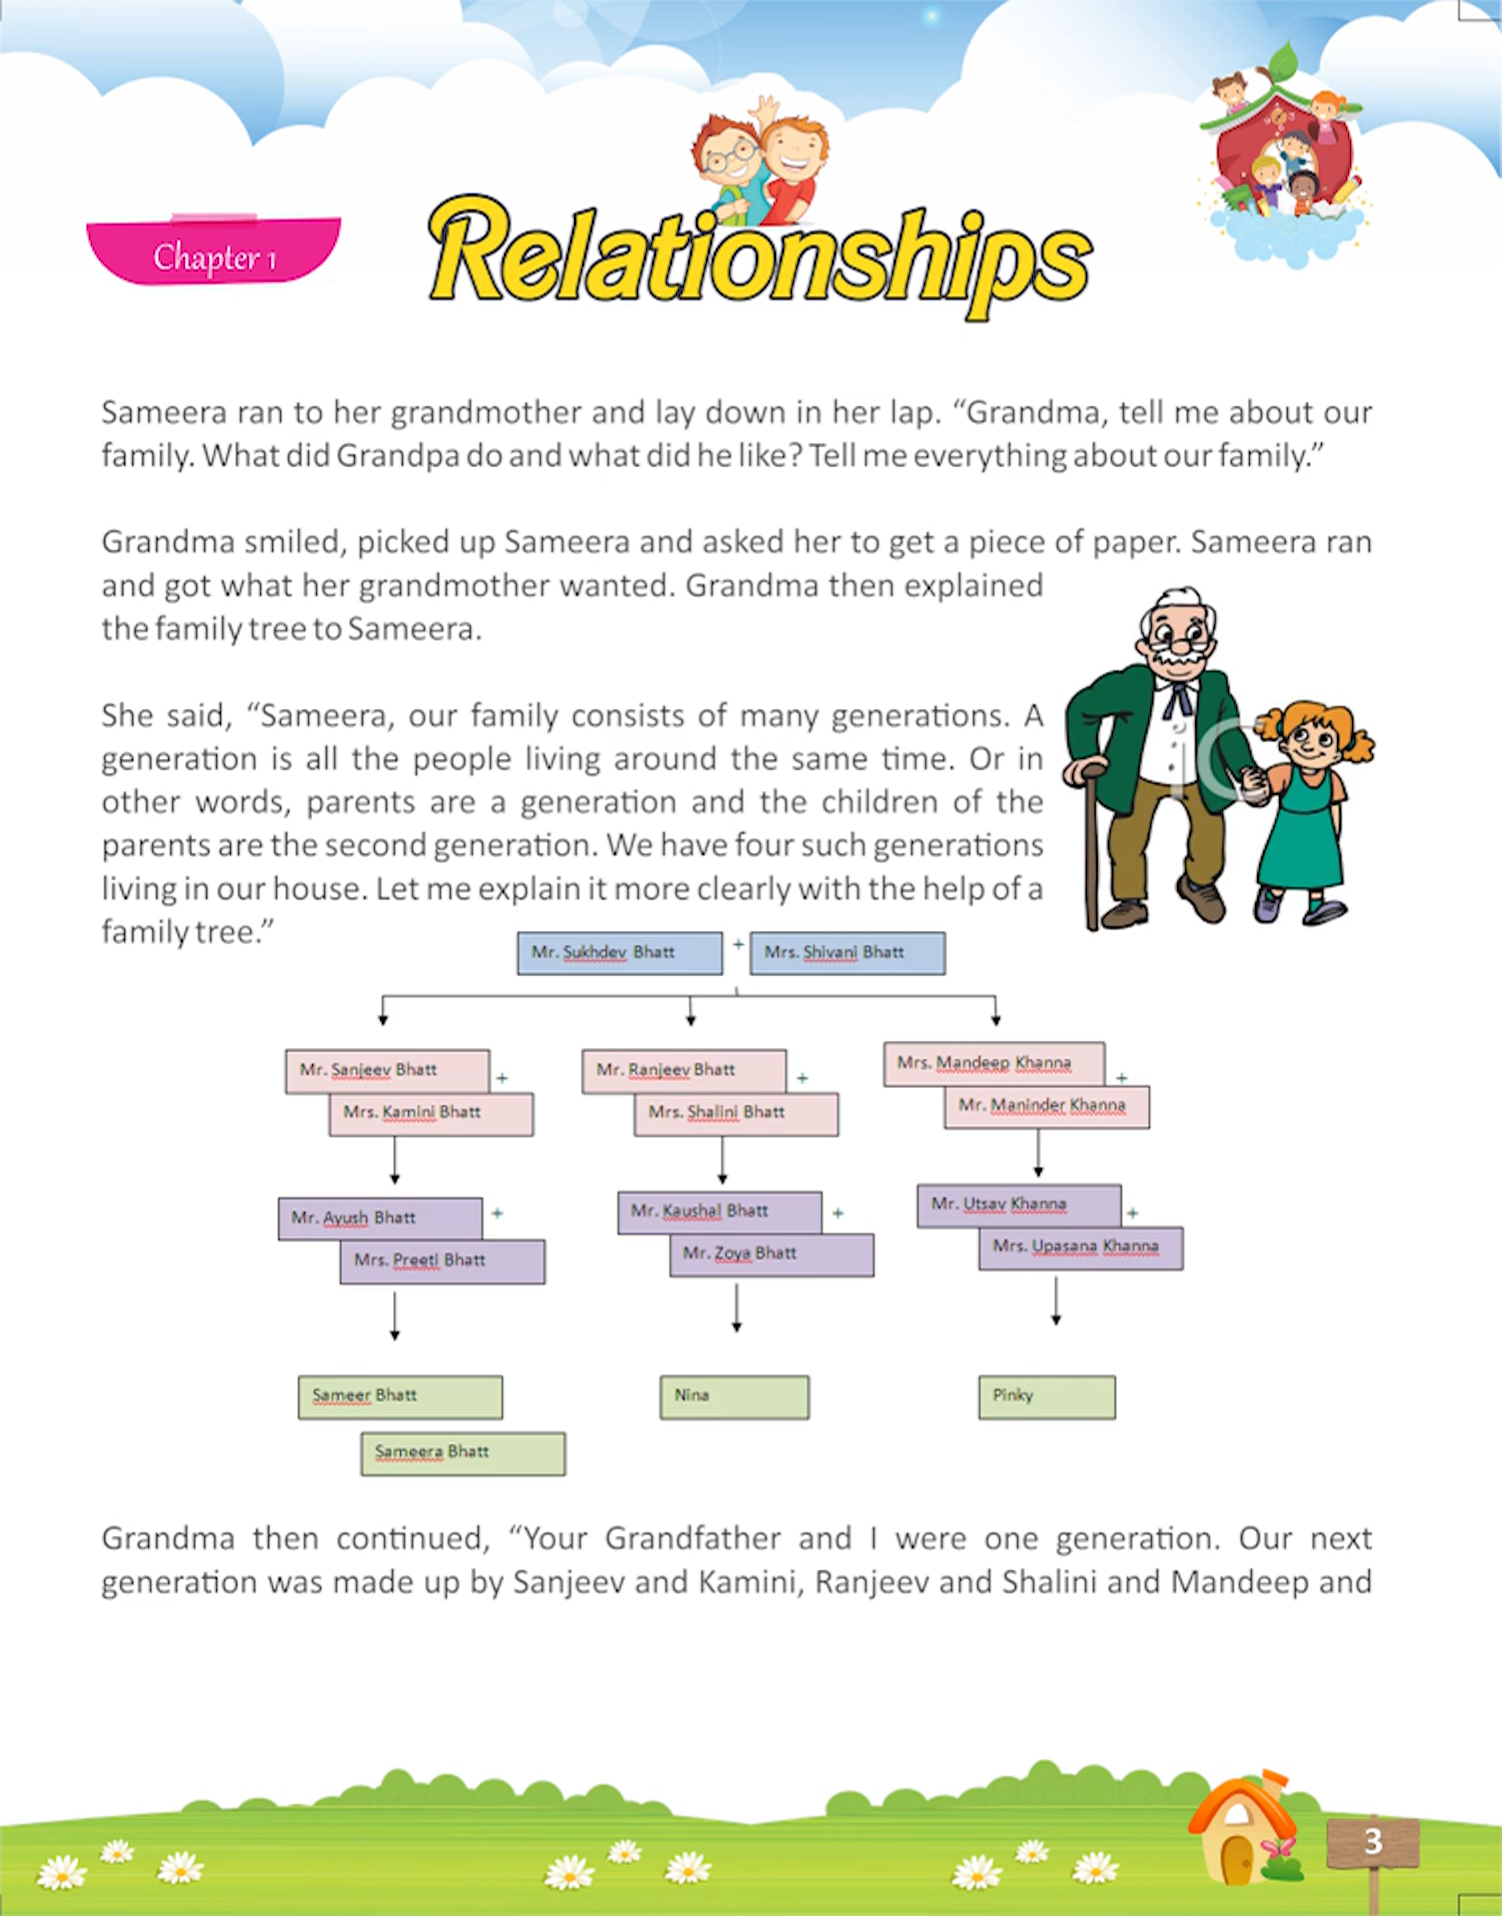 Chapter 1
Relationships
Sameera ran to her grandmother and lay down in her lap. “Grandma, tell me about our
family. What did Grandpa do and what did he like? Tell me everything about our family.”
Grandma smiled, picked up Sameera and asked her to get a piece of paper. Sameera ran
and got what her grandmother wanted. Grandma then explained
the family tree to Sameera.
She said, “Sameera, our family consists of many generations. A
generation is all the people living around the same time. Or in
other words, parents are a generation and the children of the
parents are the second generation. We have four such generations
living in our house. Let me explain it more clearly with the help of a
family tree.”
Mr. Sukhdev Bhatt + Mrs. Shivani Bhatt
Mr. Sanjeev Bhatt +
Mrs. Kamini Bhatt
Mr. Ranjeev Bhatt +
Mrs. Shalini Bhatt
Mrs. Mandeep Khanna +
Mr. Maninder Khanna
Mr. Ayush Bhatt +
Mrs. Preeti Bhatt
Mr. Kaushal Bhatt +
Mr. Zoya Bhatt
Mr. Utsav Khanna +
Mrs. Upasana Khanna
Sameer Bhatt
Sameera Bhatt
Nina
Pinky
Grandma then continued, “Your Grandfather and I were one generation. Our next
generation was made up by Sanjeev and Kamini, Ranjeev and Shalini and Mandeep and
3